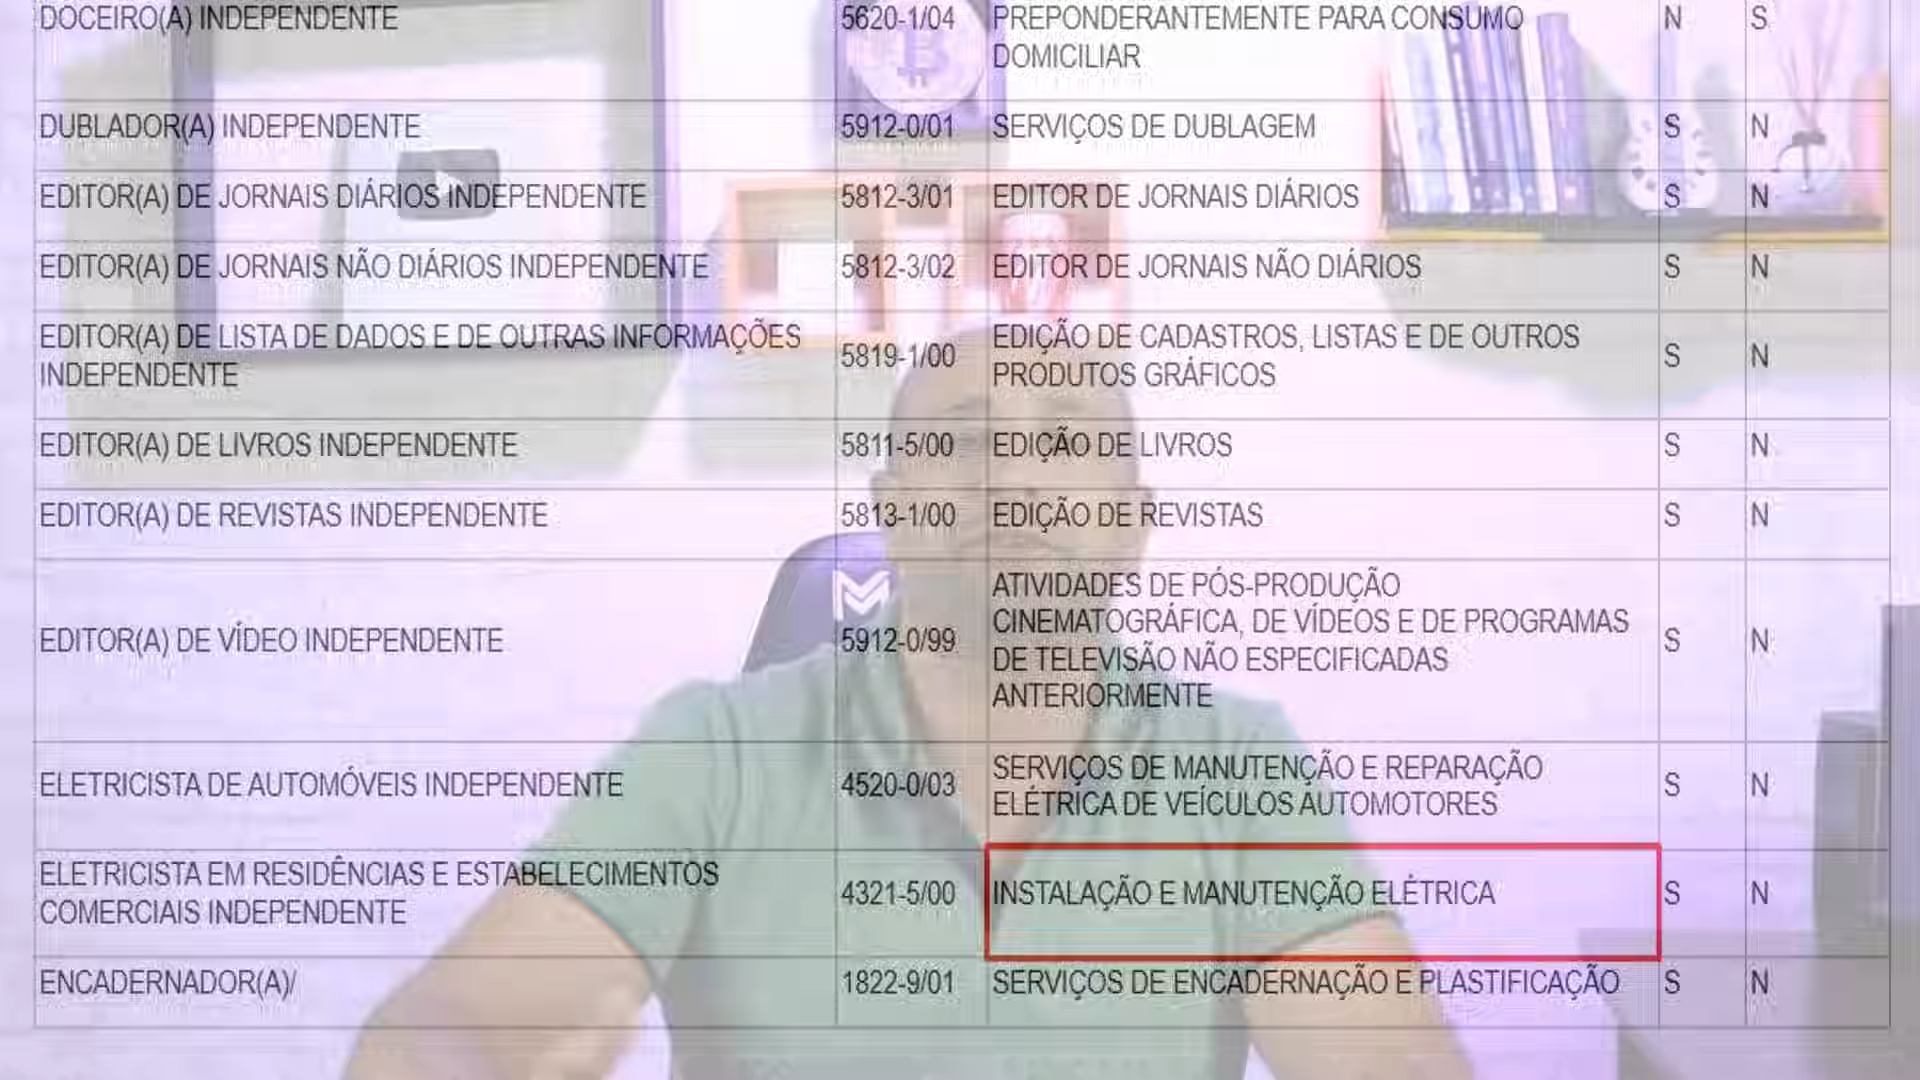 DOCEIRO(A) INDEPENDENTE 5620-1/04 PREPONDERANTEMENTE PARA CONSUMO N S
DOMICILIAR
DUBLADOR(A) INDEPENDENTE 5912-0/01 SERVIÇOS DE DUBLAGEM S N
EDITOR(A) DE JORNAIS DIÁRIOS INDEPENDENTE 5812-3/01 EDITOR DE JORNAIS DIÁRIOS S N
EDITOR(A) DE JORNAIS NÃO DIÁRIOS INDEPENDENTE 5812-3/02 EDITOR DE JORNAIS NÃO DIÁRIOS S N
EDITOR(A) DE LISTA DE DADOS E DE OUTRAS INFORMAÇÕES
INDEPENDENTE
5819-1/00
EDIÇÃO DE CADASTROS, LISTAS E DE OUTROS
PRODUTOS GRÁFICOS
S N
EDITOR(A) DE LIVROS INDEPENDENTE 5811-5/00 EDIÇÃO DE LIVROS S N
EDITOR(A) DE REVISTAS INDEPENDENTE 5813-1/00 EDIÇÃO DE REVISTAS S N
EDITOR(A) DE VÍDEO INDEPENDENTE 5912-0/99
ATIVIDADES DE PÓS-PRODUÇÃO
CINEMATOGRÁFICA, DE VÍDEOS E DE PROGRAMAS
DE TELEVISÃO NÃO ESPECIFICADAS
ANTERIORMENTE
S N
ELETRICISTA DE AUTOMÓVEIS INDEPENDENTE 4520-0/03
SERVIÇOS DE MANUTENÇÃO E REPARAÇÃO
ELÉTRICA DE VEÍCULOS AUTOMOTORES
S N
ELETRICISTA EM RESIDÊNCIAS E ESTABELECIMENTOS
COMERCIAIS INDEPENDENTE
4321-5/00 INSTALAÇÃO E MANUTENÇÃO ELÉTRICA S N
ENCADERNADOR(A)/ 1822-9/01 SERVIÇOS DE ENCADERNAÇÃO E PLASTIFICAÇÃO S N